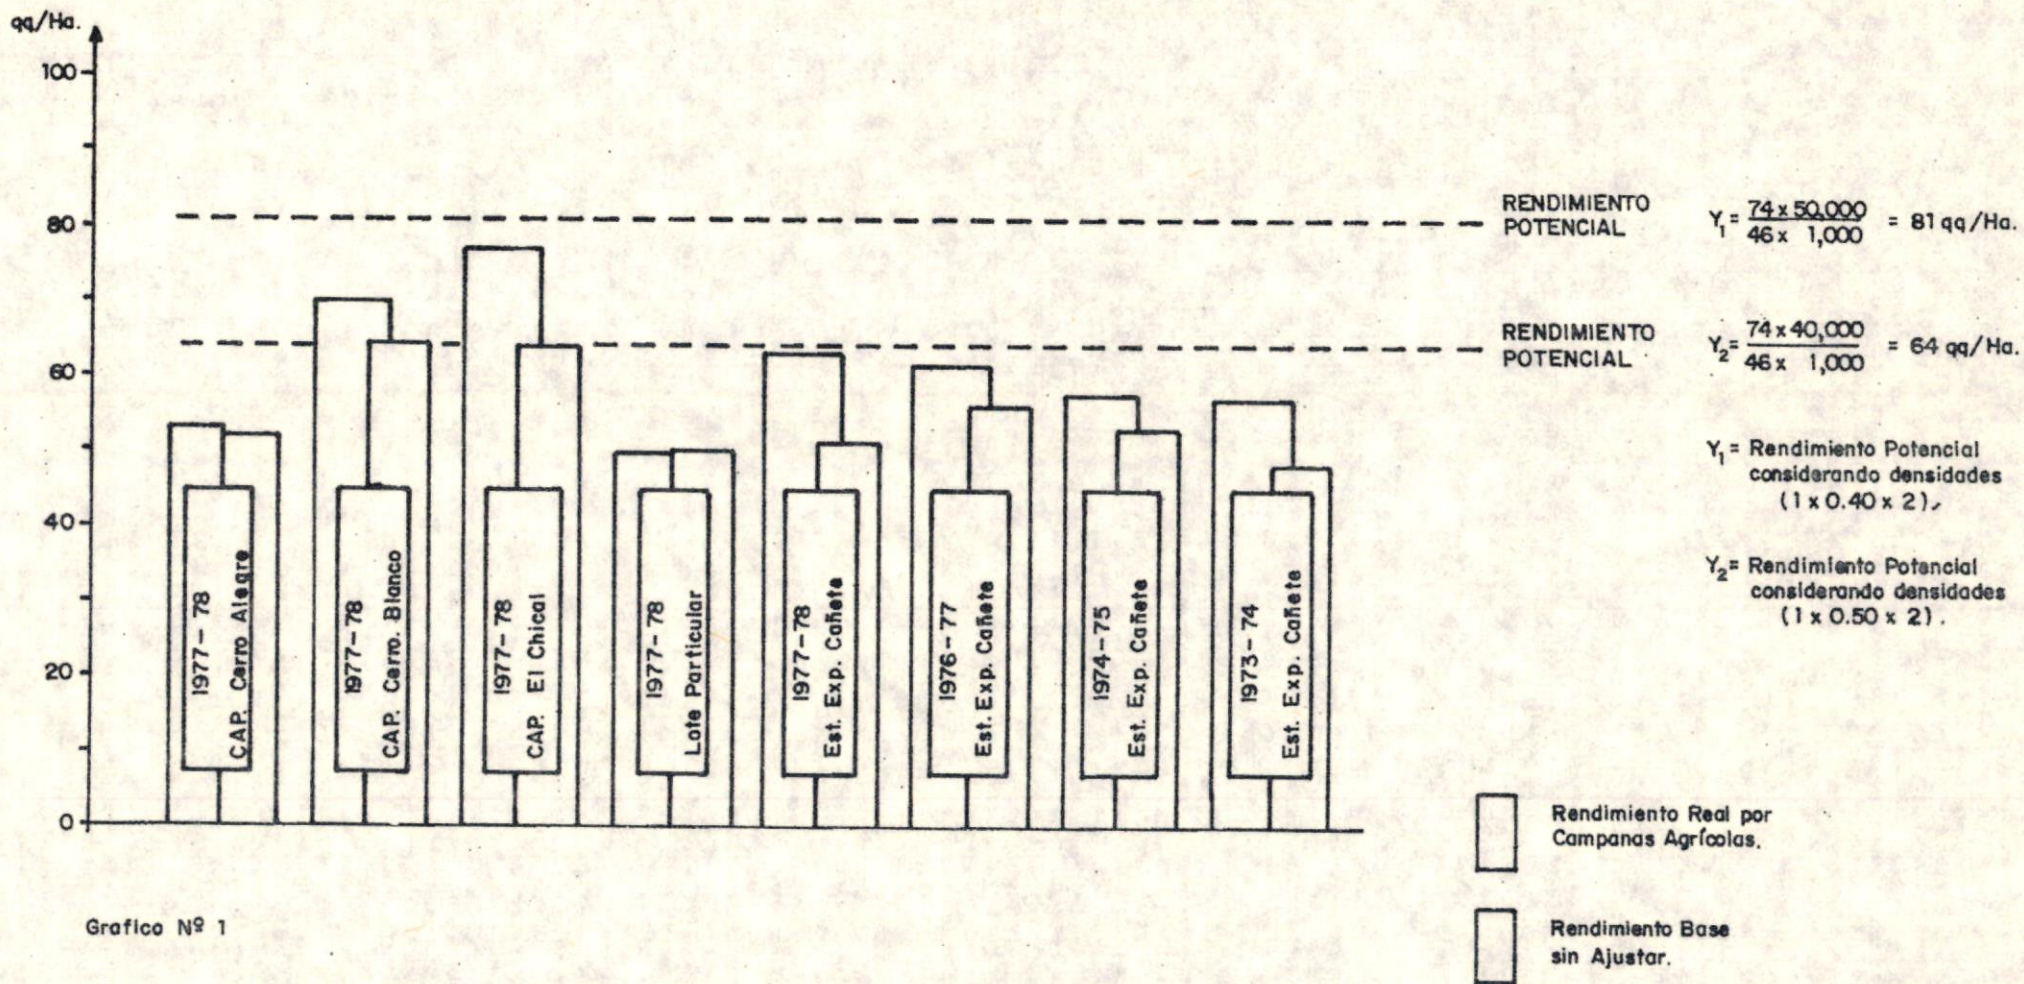 qq/Ha.
100
80
60
40
20
0
RENDIMIENTO
POTENCIAL
Y1 = 74 x 50,000 / 46 x 1,000 = 81 qq/Ha.
RENDIMIENTO
POTENCIAL
Y2 = 74 x 40,000 / 46 x 1,000 = 64 qq/Ha.
Y1 = Rendimiento Potencial
considerando densidades
(1 x 0.40 x 2).
Y2 = Rendimiento Potencial
considerando densidades
(1 x 0.50 x 2).
1977-78
CAP. Cerro Alegre
1977-78
CAP. Cerro. Blanco
1977-78
CAP. El Chical
1977-78
Lote Particular
1977-78
Est. Exp. Cañete
1976-77
Est. Exp. Cañete
1974-75
Est. Exp. Cañete
1973-74
Est. Exp. Cañete
Rendimiento Real por
Campanas Agrícolas.
Rendimiento Base
sin Ajustar.
Grafico Nº 1